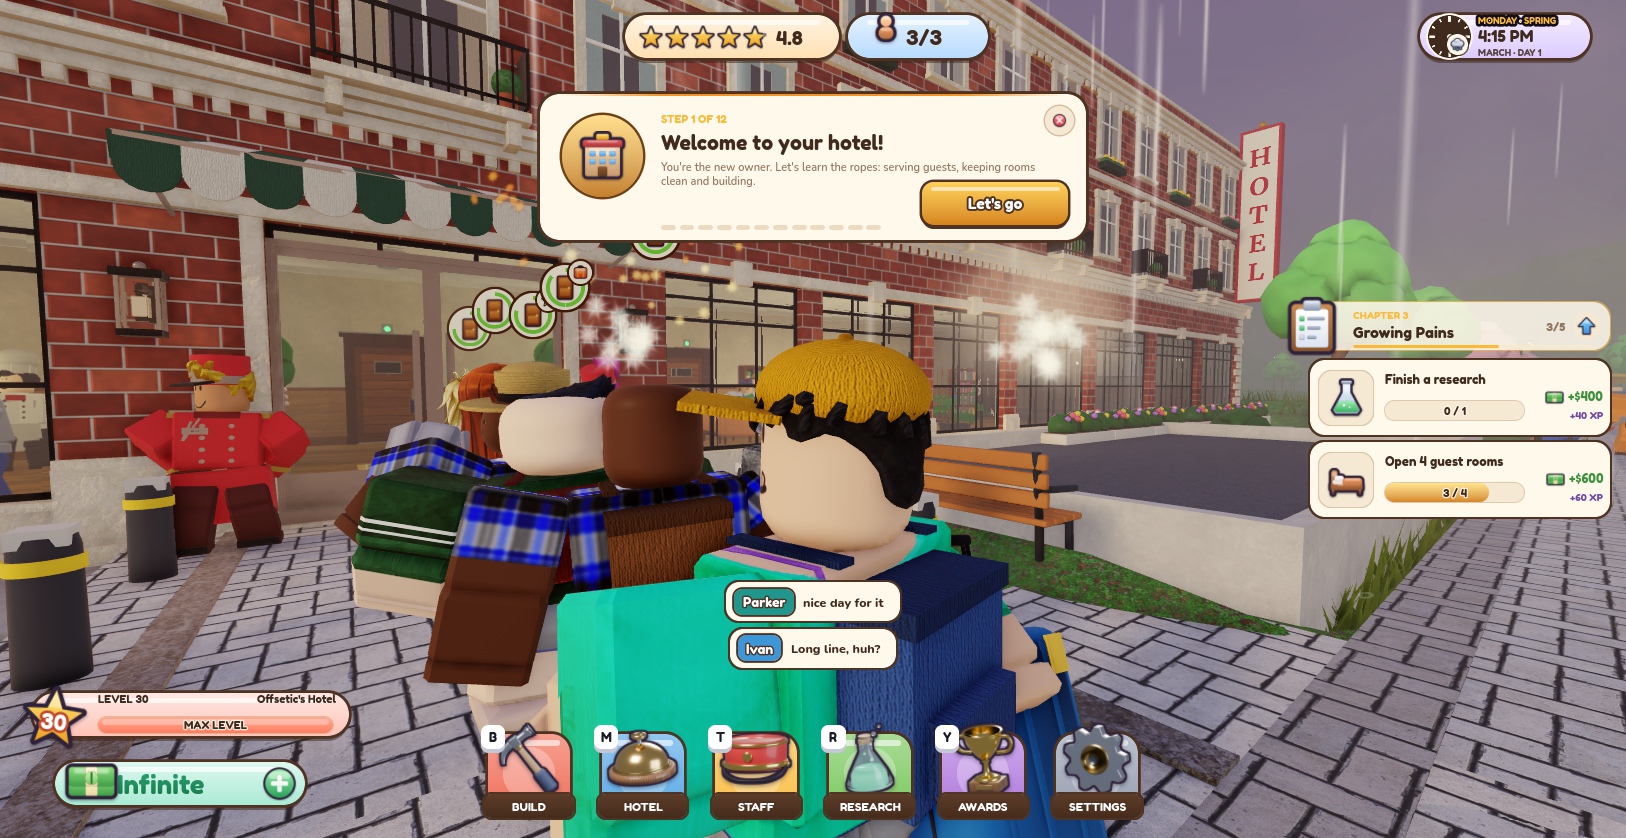 4.8
3/3
MONDAY · SPRING
4:15 PM
MARCH · DAY 1
STEP 1 OF 12
Welcome to your hotel!
You're the new owner. Let's learn the ropes: serving guests, keeping rooms
clean and building.
Let's go
HOTEL
CHAPTER 3
Growing Pains
3/5
Finish a research
0 / 1
+$400
+40 XP
Open 4 guest rooms
3 / 4
+$600
+60 XP
Parker nice day for it
Ivan Long line, huh?
30
LEVEL 30
Offsetic's Hotel
MAX LEVEL
Infinite
B
BUILD
M
HOTEL
T
STAFF
R
RESEARCH
Y
AWARDS
SETTINGS